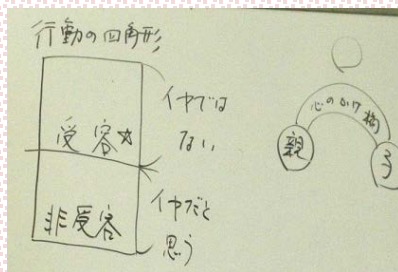 行動の四角形
受容☆
イヤでは
ない
非受容
イヤだと
思う
心のかけ橋
親
子